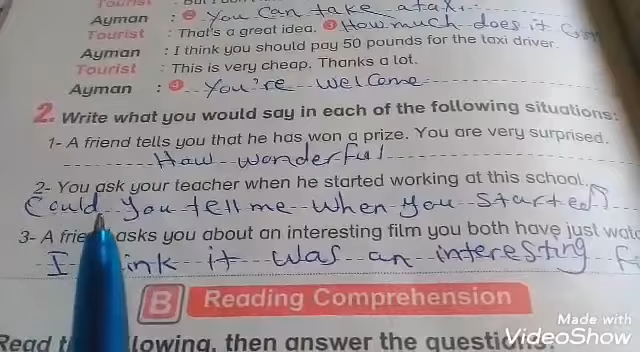 Tourist
Ayman : You Can take a taxi
Tourist : That's a great idea. 3 How much does it
Ayman : I think you should pay 50 pounds for the taxi driver.
Tourist : This is very cheap. Thanks a lot.
Ayman : You're welcome
2. Write what you would say in each of the following situations:
1- A friend tells you that he has won a prize. You are very surprised.
How wonderful
2- You ask your teacher when he started working at this school.
Could you tell me when you started
3- A frie asks you about an interesting film you both have just watc
I ink it was an interesting f
B Reading Comprehension
Read t lowing, then answer the questions:
Made with
VideoShow